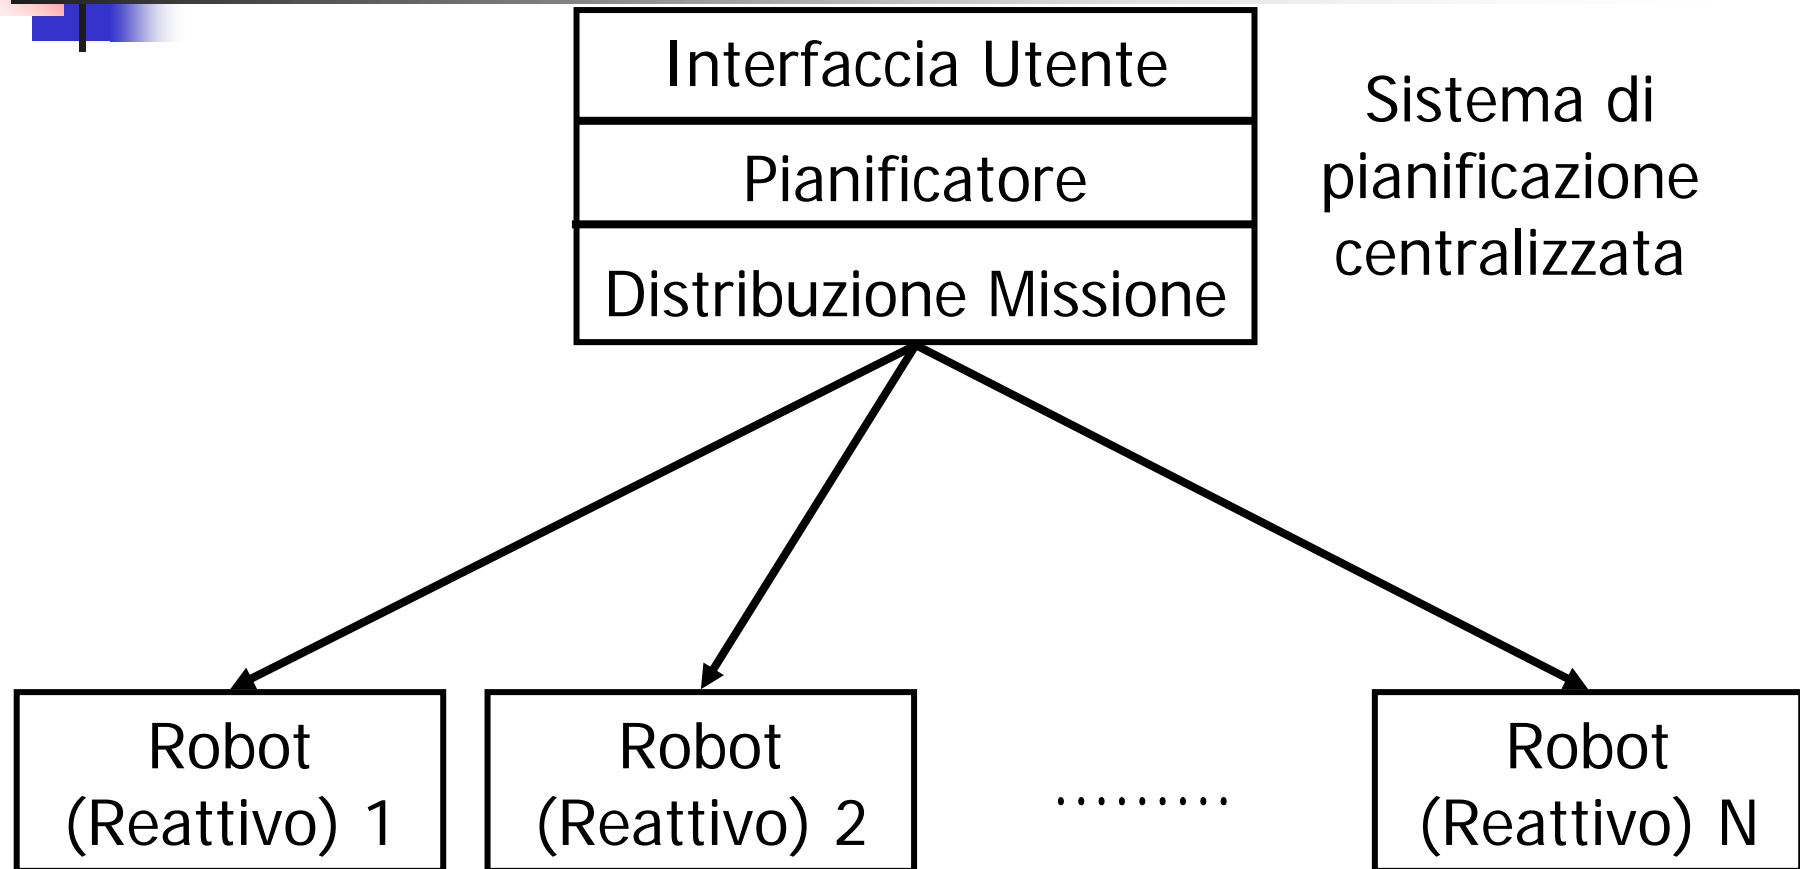 Interfaccia Utente
Pianificatore
Distribuzione Missione
Sistema di
pianificazione
centralizzata
Robot
(Reattivo) 1
Robot
(Reattivo) 2
.........
Robot
(Reattivo) N